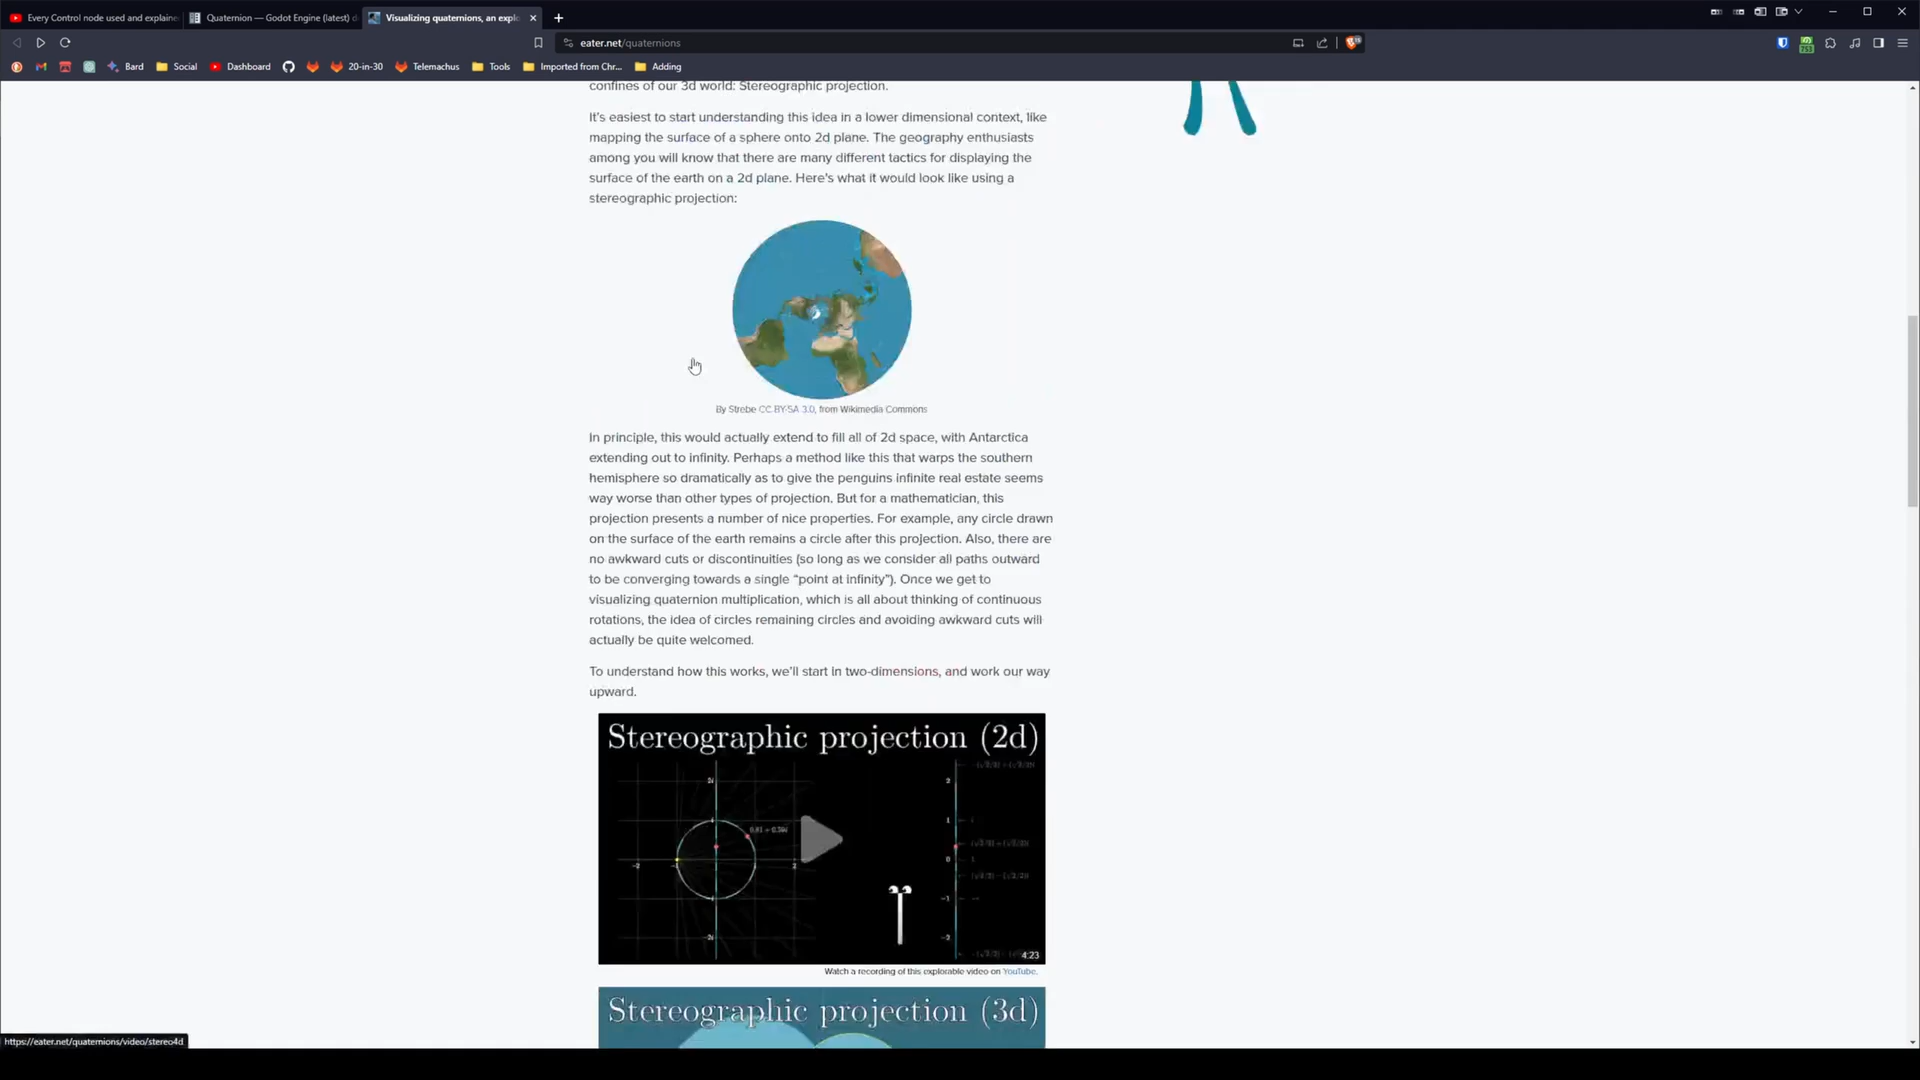 Every Control node used and explaine
Quaternion — Godot Engine (latest) d
Visualizing quaternions, an explo
eater.net/quaternions
Bard
Social
Dashboard
20-in-30
Telemachus
Tools
Imported from Chr...
Adding
confines of our 3d world: Stereographic projection.
It's easiest to start understanding this idea in a lower dimensional context, like
mapping the surface of a sphere onto 2d plane. The geography enthusiasts
among you will know that there are many different tactics for displaying the
surface of the earth on a 2d plane. Here's what it would look like using a
stereographic projection:
By Strebe CC BY-SA 3.0, from Wikimedia Commons
In principle, this would actually extend to fill all of 2d space, with Antarctica
extending out to infinity. Perhaps a method like this that warps the southern
hemisphere so dramatically as to give the penguins infinite real estate seems
way worse than other types of projection. But for a mathematician, this
projection presents a number of nice properties. For example, any circle drawn
on the surface of the earth remains a circle after this projection. Also, there are
no awkward cuts or discontinuities (so long as we consider all paths outward
to be converging towards a single “point at infinity”). Once we get to
visualizing quaternion multiplication, which is all about thinking of continuous
rotations, the idea of circles remaining circles and avoiding awkward cuts will
actually be quite welcomed.
To understand how this works, we'll start in two-dimensions, and work our way
upward.
Stereographic projection (2d)
2
1
0
-1
-2
4:23
Watch a recording of this explorable video on YouTube.
Stereographic projection (3d)
https://eater.net/quaternions/video/stereo4d